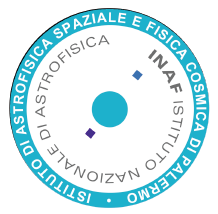 ISTITUTO DI ASTROFISICA SPAZIALE E FISICA COSMICA DI PALERMO •
INAF ISTITUTO NAZIONALE DI ASTROFISICA